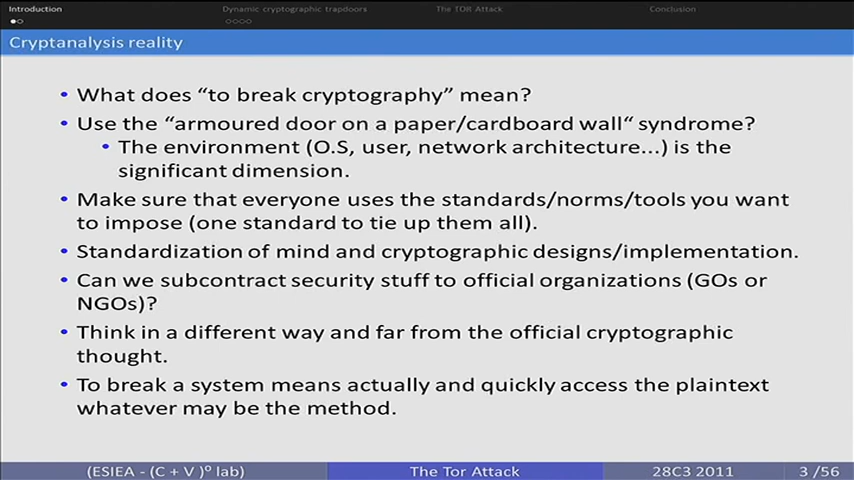 Introduction Dynamic cryptographic trapdoors The TOR Attack Conclusion
Cryptanalysis reality
• What does “to break cryptography” mean?
• Use the “armoured door on a paper/cardboard wall“ syndrome?
• The environment (O.S, user, network architecture...) is the
significant dimension.
• Make sure that everyone uses the standards/norms/tools you want
to impose (one standard to tie up them all).
• Standardization of mind and cryptographic designs/implementation.
• Can we subcontract security stuff to official organizations (GOs or
NGOs)?
• Think in a different way and far from the official cryptographic
thought.
• To break a system means actually and quickly access the plaintext
whatever may be the method.
(ESIEA - (C + V )º lab) The Tor Attack 28C3 2011 3 /56